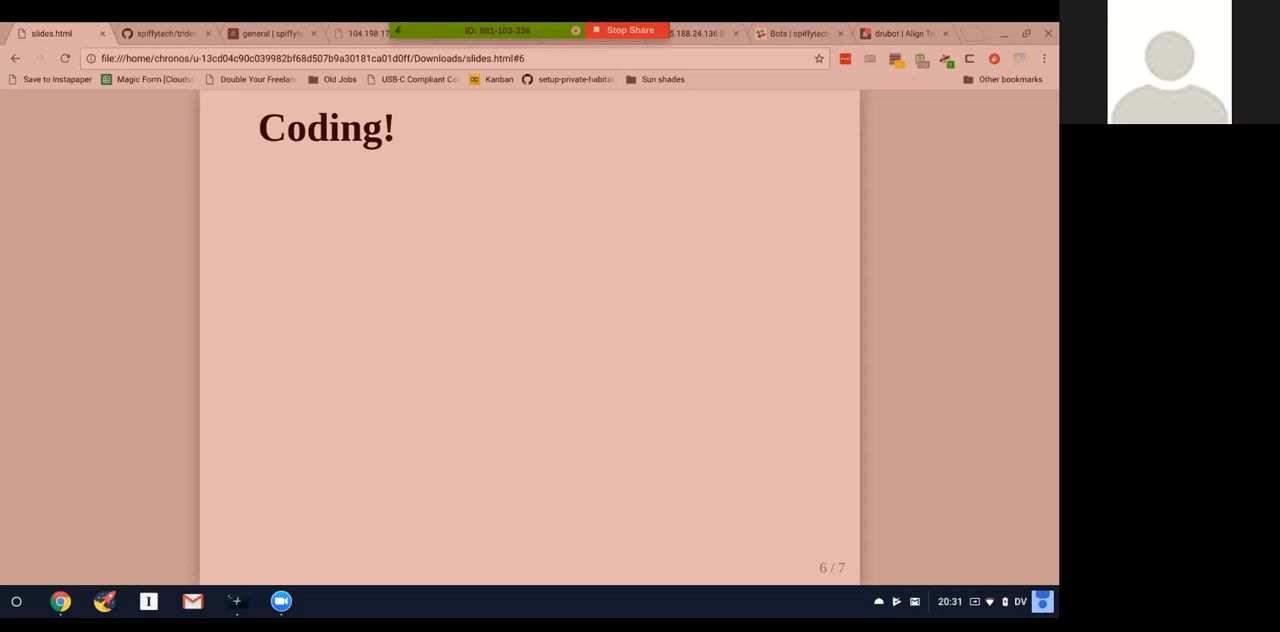 slides.html
spiffytech/tride
general | spiffyte
104.198.17
ID: 881-103-336
Stop Share
5.188.24.136:8
Bots | spiffytech
drubot | Align Te
file:///home/chronos/u-13cd04c90c039982bf68d507b9a30181ca01d0ff/Downloads/slides.html#6
Save to Instapaper
Magic Form [Clouds
Double Your Freelan
Old Jobs
USB-C Compliant Ca
Kanban
setup-private-habitat
Sun shades
Other bookmarks
Coding!
6 / 7
20:31
DV